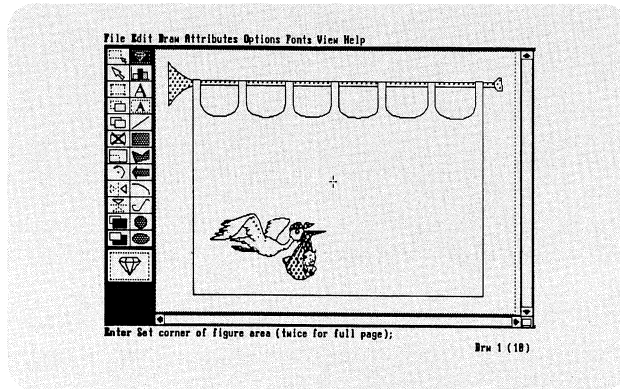 File Edit Draw Attributes Options Fonts View Help
A
A
Enter Set corner of figure area (twice for full page);
Drw 1 (10)